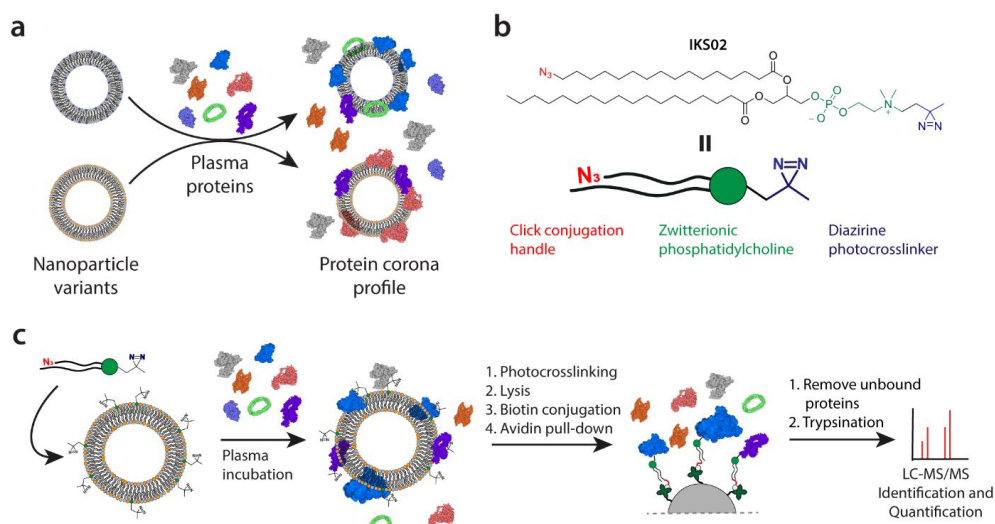 a
Plasma
proteins
Nanoparticle
variants
Protein corona
profile
b
IKS02
N₃
O
O
O
O
O
P
O
O
⁻O
N
+
N=N
N₃
N=N
Click conjugation
handle
Zwitterionic
phosphatidylcholine
Diazirine
photocrosslinker
c
N₃
N=N
Plasma
incubation
1. Photocrosslinking
2. Lysis
3. Biotin conjugation
4. Avidin pull-down
1. Remove unbound
proteins
2. Trypsination
LC-MS/MS
Identification and
Quantification